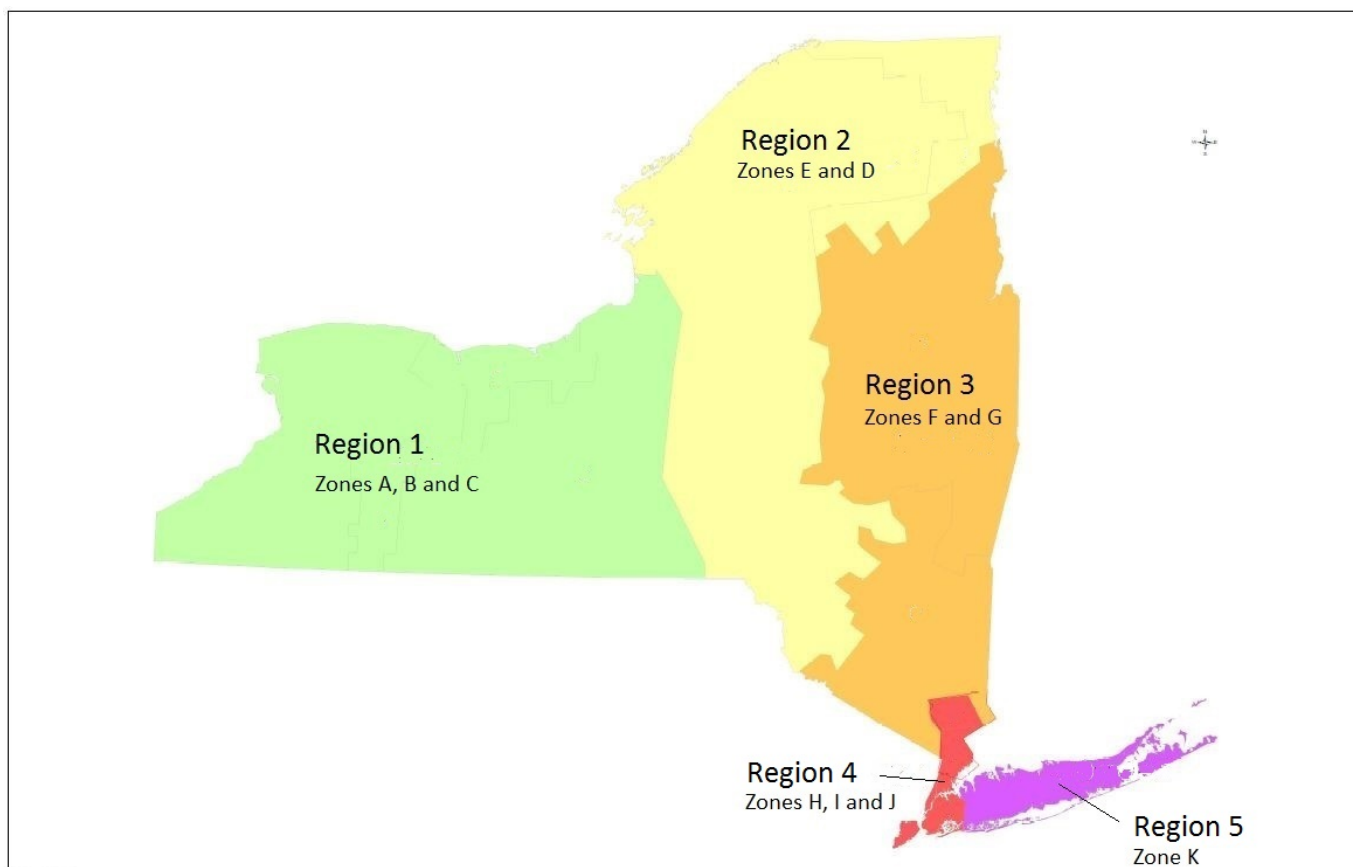 Region 2
Zones E and D
Region 3
Zones F and G
Region 1
Zones A, B and C
Region 4
Zones H, I and J
Region 5
Zone K